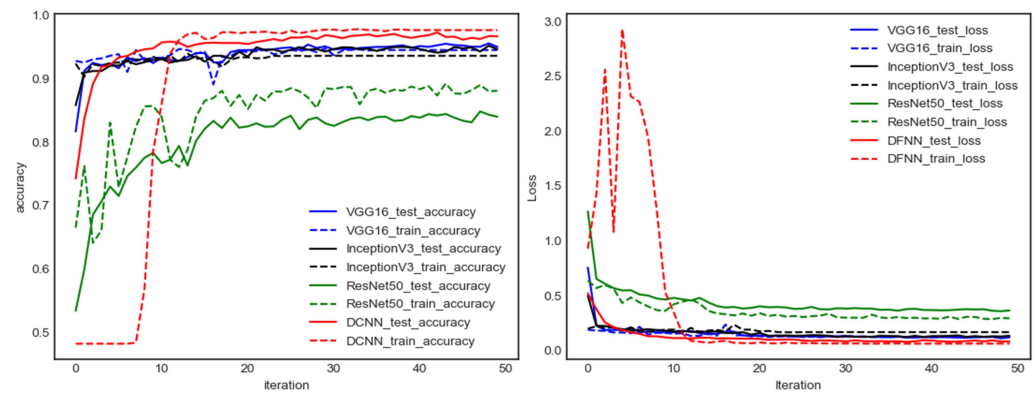 1.0
0.9
0.8
0.7
0.6
0.5
accuracy
0 10 20 30 40 50
iteration
VGG16_test_accuracy
VGG16_train_accuracy
InceptionV3_test_accuracy
InceptionV3_train_accuracy
ResNet50_test_accuracy
ResNet50_train_accuracy
DCNN_test_accuracy
DCNN_train_accuracy
3.0
2.5
2.0
1.5
1.0
0.5
0.0
Loss
0 10 20 30 40 50
Iteration
VGG16_test_loss
VGG16_train_loss
InceptionV3_test_loss
InceptionV3_train_loss
ResNet50_test_loss
ResNet50_train_loss
DFNN_test_loss
DFNN_train_loss